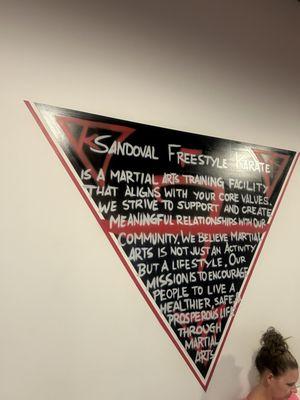 SANDOVAL FREESTYLE KARATE
IS A MARTIAL ARTS TRAINING FACILITY
THAT ALIGNS WITH YOUR CORE VALUES.
WE STRIVE TO SUPPORT AND CREATE
MEANINGFUL RELATIONSHIPS WITH OUR
COMMUNITY. WE BELIEVE MARTIAL
ARTS IS NOT JUST AN ACTIVITY
BUT A LIFESTYLE. OUR
MISSION IS TO ENCOURAGE
PEOPLE TO LIVE A
HEALTHIER, SAFE,
PROSPEROUS LIFE
THROUGH
MARTIAL
ARTS